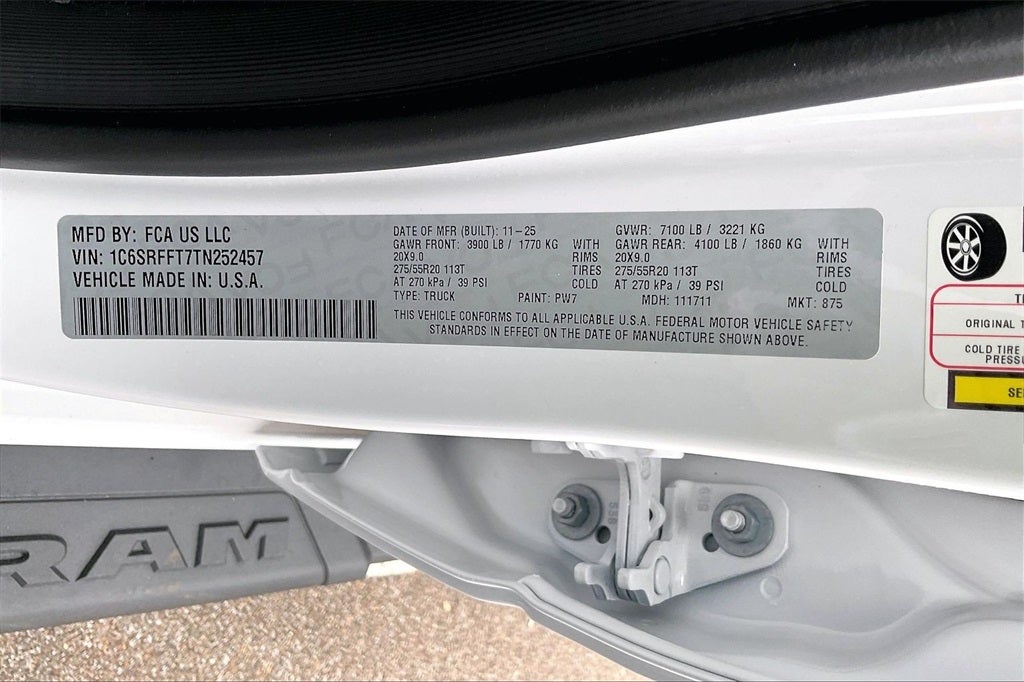 MFD BY: FCA US LLC
VIN: 1C6SRFFT7TN252457
VEHICLE MADE IN: U.S.A.
DATE OF MFR (BUILT): 11-25
GAWR FRONT: 3900 LB / 1770 KG WITH
20X9.0 RIMS
275/55R20 113T TIRES
AT 270 kPa / 39 PSI COLD
TYPE: TRUCK PAINT: PW7
GVWR: 7100 LB / 3221 KG
GAWR REAR: 4100 LB / 1860 KG WITH
20X9.0 RIMS
275/55R20 113T TIRES
AT 270 kPa / 39 PSI COLD
MDH: 111711 MKT: 875
THIS VEHICLE CONFORMS TO ALL APPLICABLE U.S.A. FEDERAL MOTOR VEHICLE SAFETY
STANDARDS IN EFFECT ON THE DATE OF MANUFACTURE SHOWN ABOVE.
ORIGINAL
COLD TIRE
RAM